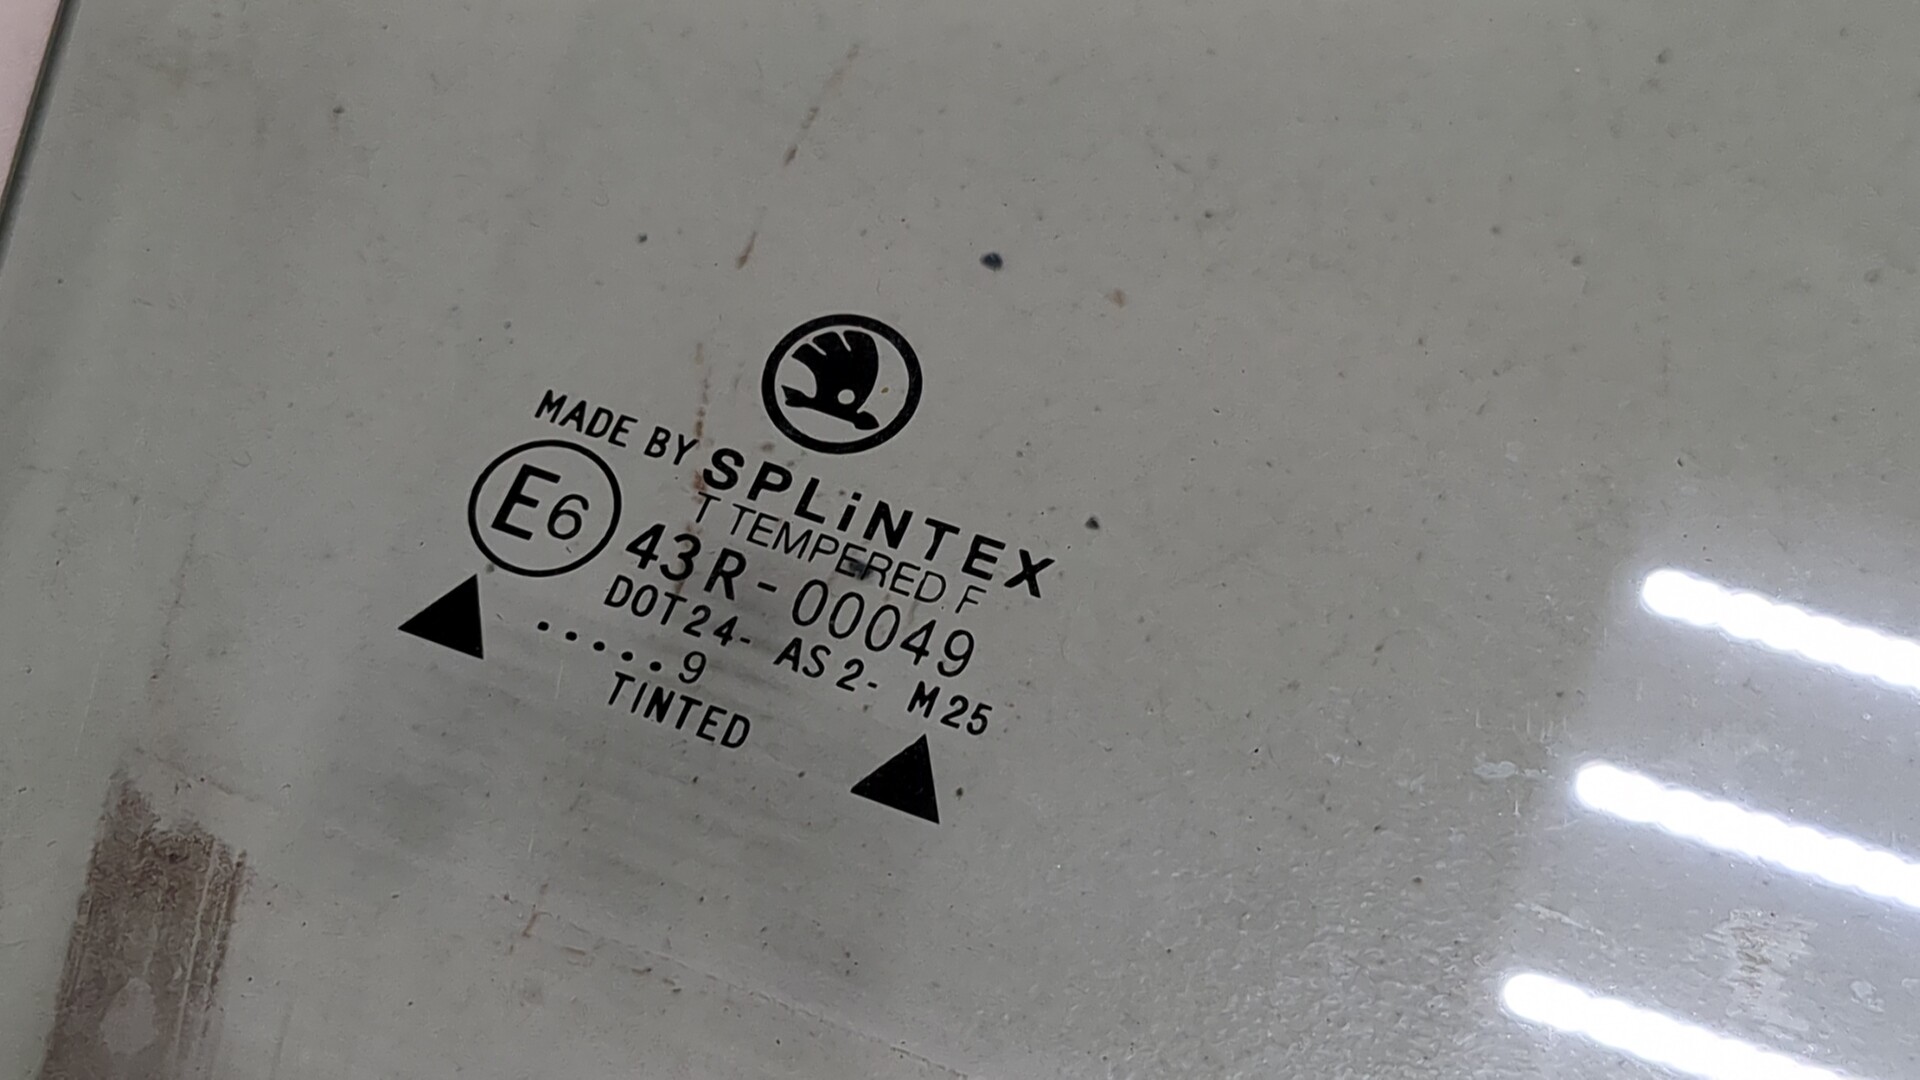 MADE BY SPLiNTEX
T TEMPERED. F
E6 43R-00049
DOT24- AS2- M25
.....9
TINTED